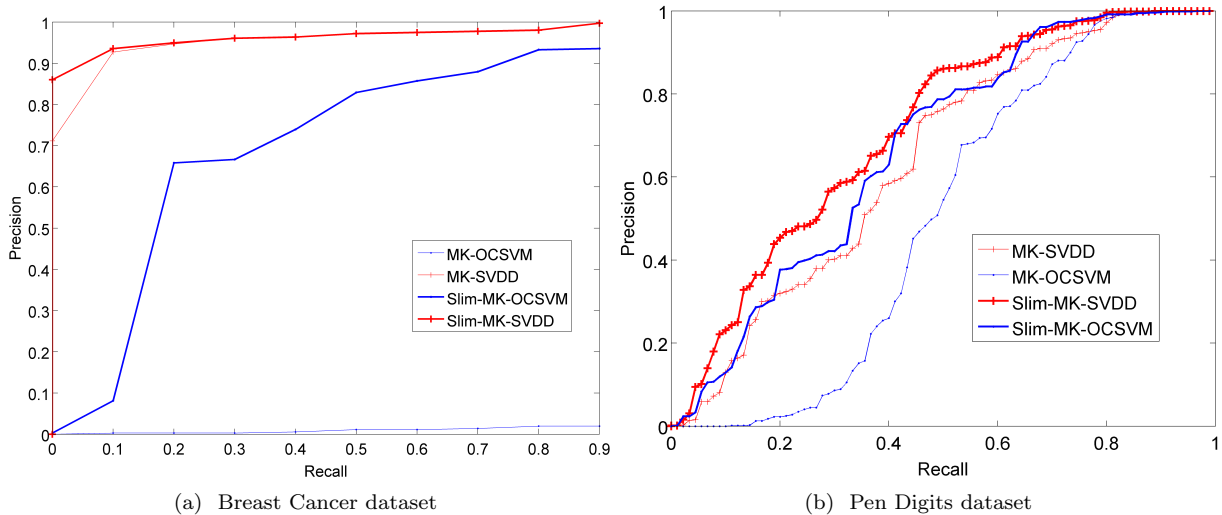 1
0.9
0.8
0.7
0.6
0.5
0.4
0.3
0.2
0.1
0
Precision
0 0.1 0.2 0.3 0.4 0.5 0.6 0.7 0.8 0.9
Recall
MK-OCSVM
MK-SVDD
Slim-MK-OCSVM
Slim-MK-SVDD
(a) Breast Cancer dataset
1
0.8
0.6
0.4
0.2
0
Precision
0 0.2 0.4 0.6 0.8 1
Recall
MK-SVDD
MK-OCSVM
Slim-MK-SVDD
Slim-MK-OCSVM
(b) Pen Digits dataset